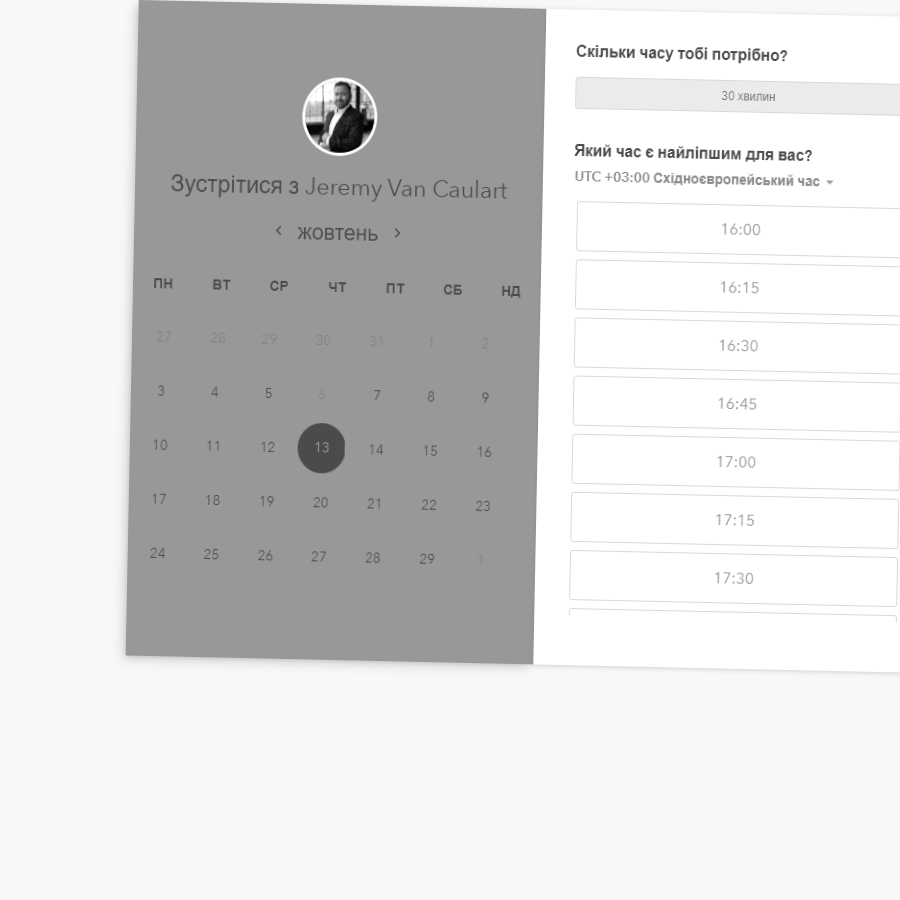 Зустрітися з Jeremy Van Caulart
жовтень
ПН ВТ СР ЧТ ПТ СБ НД
27 28 29 30 31 1 2
3 4 5 6 7 8 9
10 11 12 13 14 15 16
17 18 19 20 21 22 23
24 25 26 27 28 29 1
Скільки часу тобі потрібно?
30 хвилин
Який час є найліпшим для вас?
UTC +03:00 Східноєвропейський час
16:00
16:15
16:30
16:45
17:00
17:15
17:30